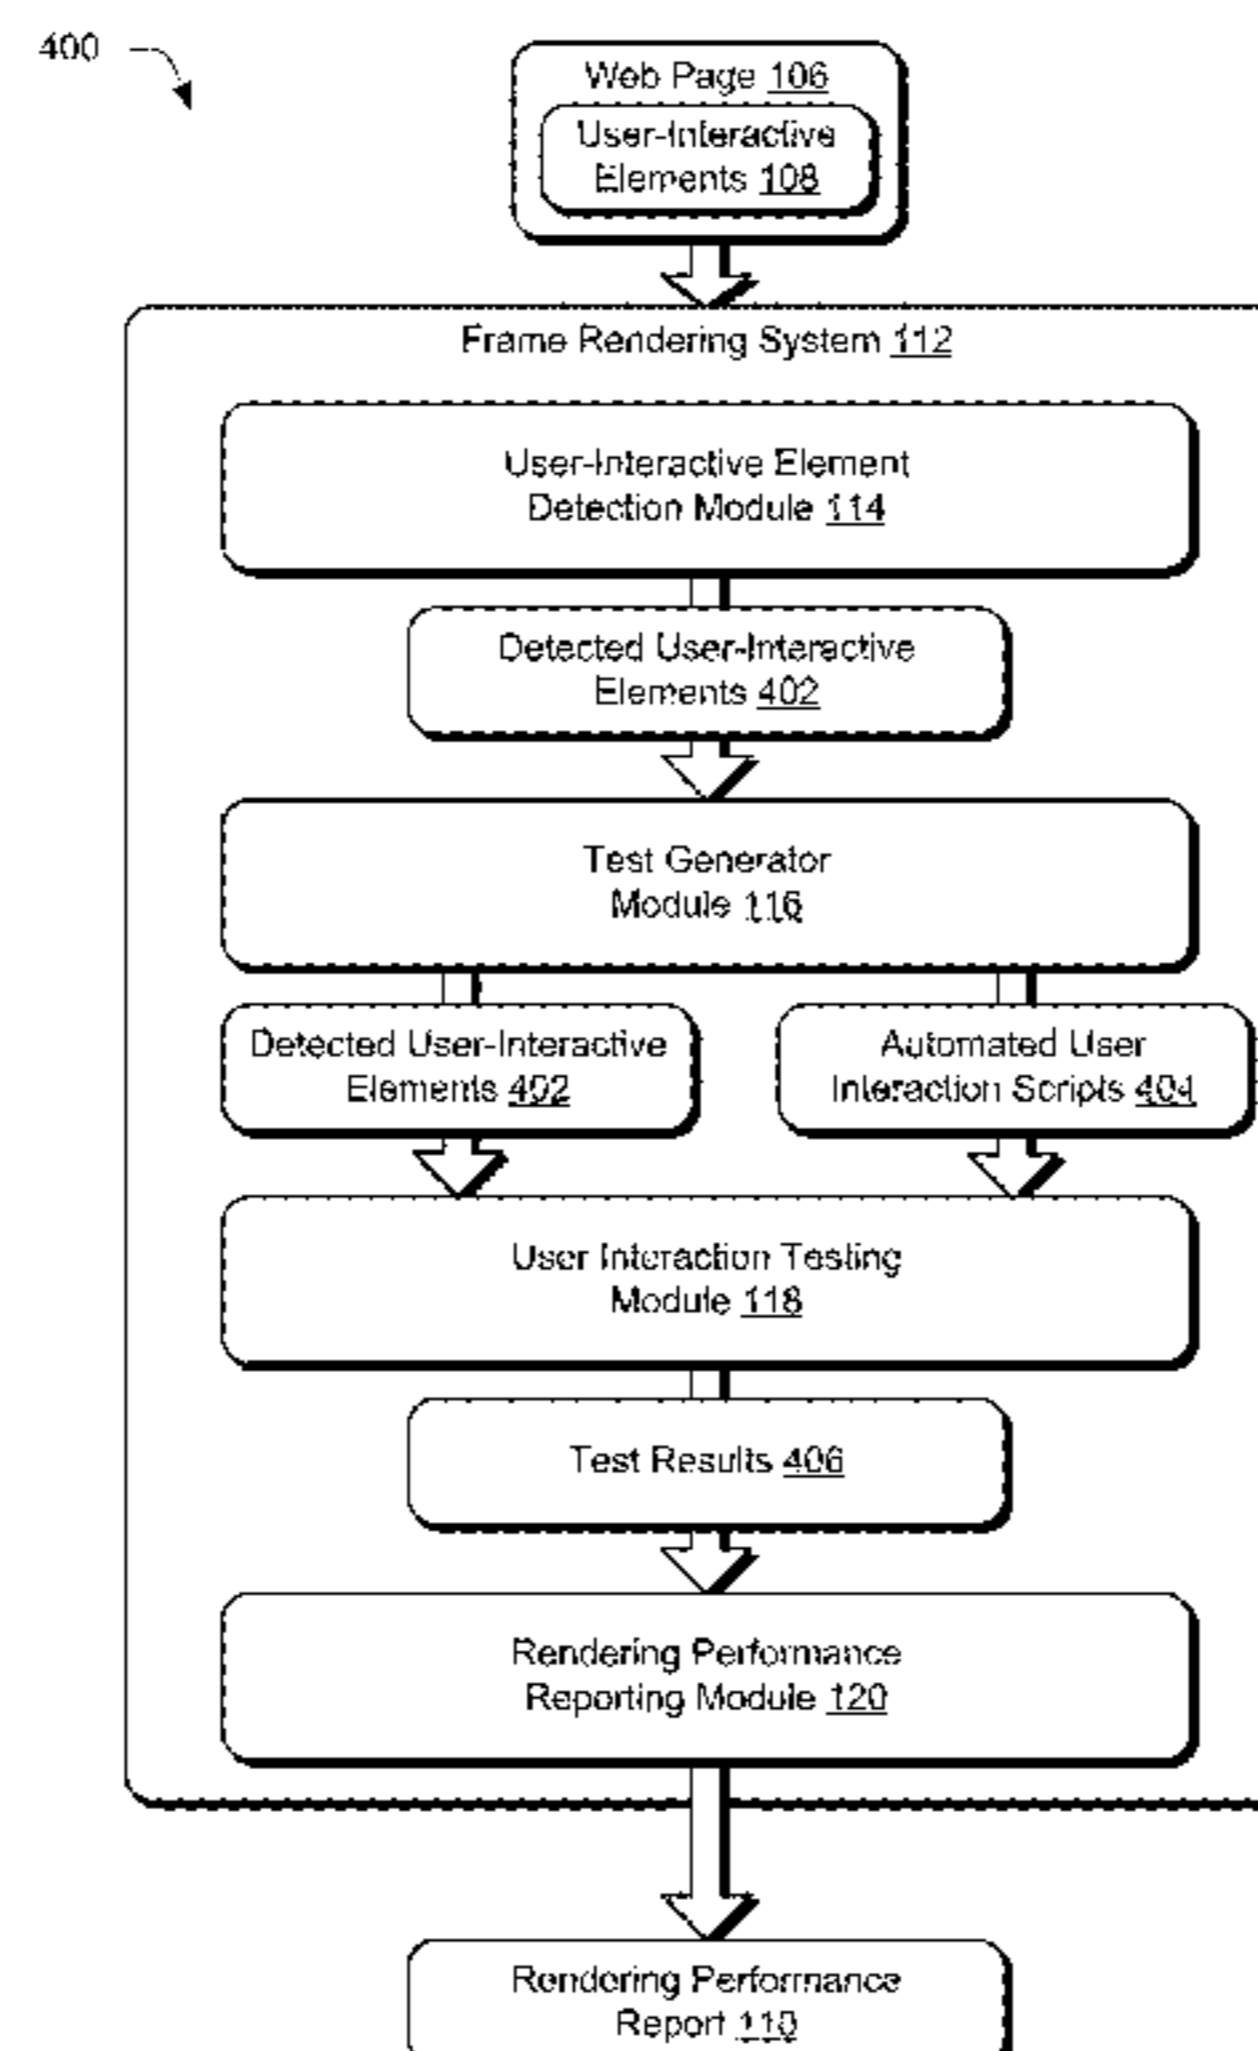 400
Web Page 106
User-Interactive
Elements 108
Frame Rendering System 112
User-Interactive Element
Detection Module 114
Detected User-Interactive
Elements 402
Test Generator
Module 116
Detected User-Interactive
Elements 402
Automated User
Interaction Scripts 404
User Interaction Testing
Module 118
Test Results 406
Rendering Performance
Reporting Module 120
Rendering Performance
Report 110